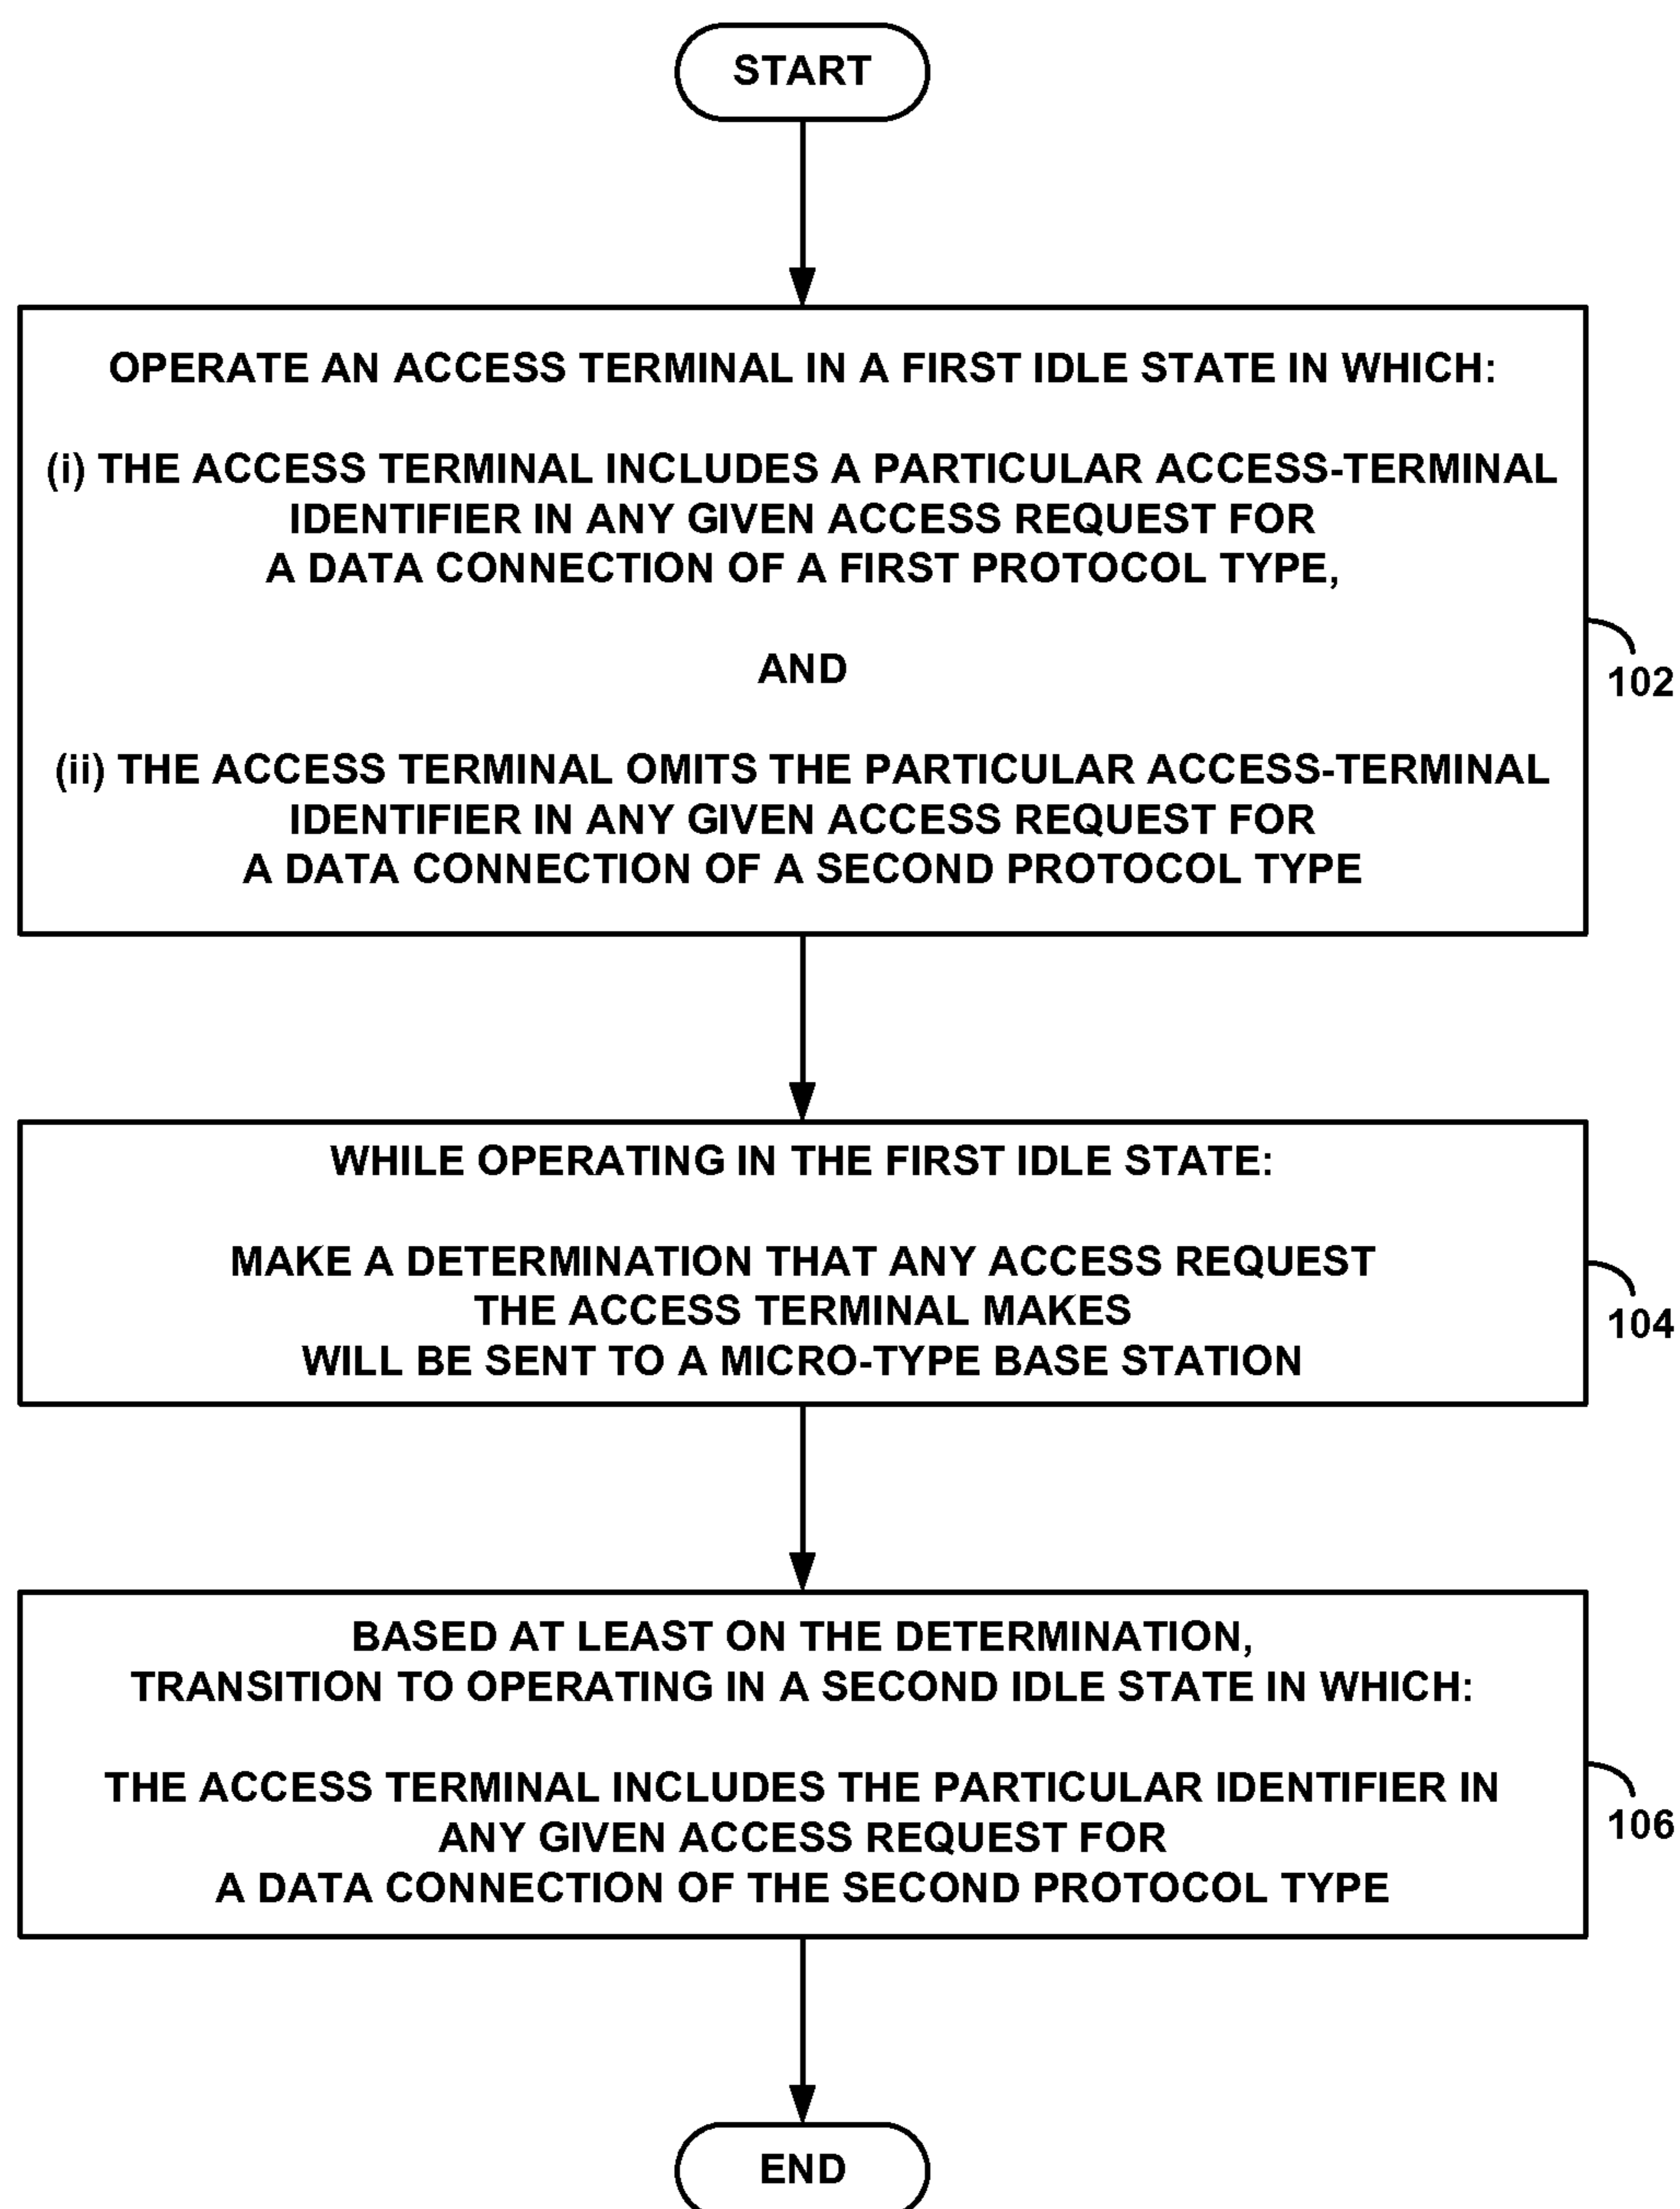 START
OPERATE AN ACCESS TERMINAL IN A FIRST IDLE STATE IN WHICH:
(i) THE ACCESS TERMINAL INCLUDES A PARTICULAR ACCESS-TERMINAL
IDENTIFIER IN ANY GIVEN ACCESS REQUEST FOR
A DATA CONNECTION OF A FIRST PROTOCOL TYPE,
AND
(ii) THE ACCESS TERMINAL OMITS THE PARTICULAR ACCESS-TERMINAL
IDENTIFIER IN ANY GIVEN ACCESS REQUEST FOR
A DATA CONNECTION OF A SECOND PROTOCOL TYPE
102
WHILE OPERATING IN THE FIRST IDLE STATE:
MAKE A DETERMINATION THAT ANY ACCESS REQUEST
THE ACCESS TERMINAL MAKES
WILL BE SENT TO A MICRO-TYPE BASE STATION
104
BASED AT LEAST ON THE DETERMINATION,
TRANSITION TO OPERATING IN A SECOND IDLE STATE IN WHICH:
THE ACCESS TERMINAL INCLUDES THE PARTICULAR IDENTIFIER IN
ANY GIVEN ACCESS REQUEST FOR
A DATA CONNECTION OF THE SECOND PROTOCOL TYPE
106
END